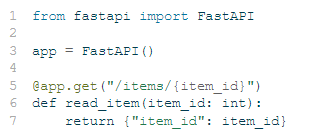 1 from fastapi import FastAPI
2
3 app = FastAPI()
4
5 @app.get("/items/{item_id}")
6 def read_item(item_id: int):
7     return {"item_id": item_id}